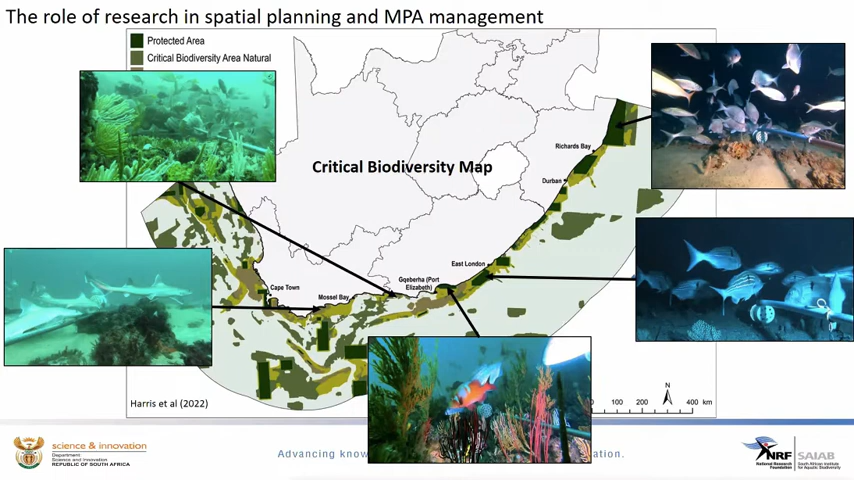 The role of research in spatial planning and MPA management
Protected Area
Critical Biodiversity Area Natural
Critical Biodiversity Map
Richards Bay
Durban
East London
Gqeberha (Port
Elizabeth)
Mossel Bay
Cape Town
Harris et al (2022)
N
100 200 400 km
science & innovation
Department:
Science and Innovation
REPUBLIC OF SOUTH AFRICA
Advancing know
ation.
NRF
National Research
Foundation
SAIAB
South African Institute
for Aquatic Biodiversity